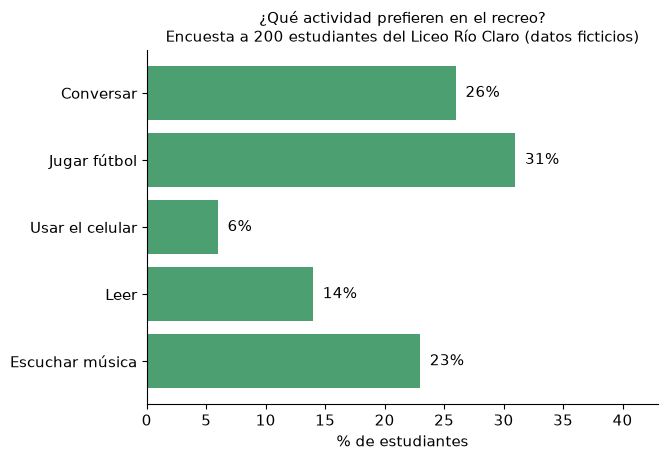 ¿Qué actividad prefieren en el recreo?
Encuesta a 200 estudiantes del Liceo Río Claro (datos ficticios)
Conversar 26%
Jugar fútbol 31%
Usar el celular 6%
Leer 14%
Escuchar música 23%
0 5 10 15 20 25 30 35 40
% de estudiantes